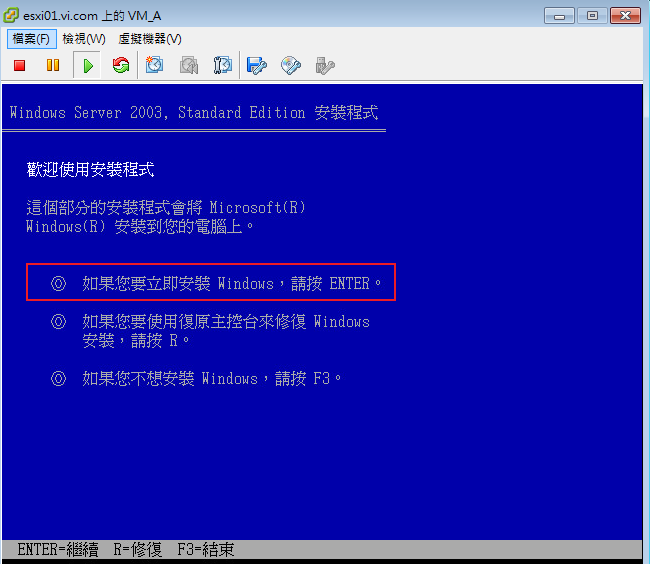 esxi01.vi.com 上的 VM_A
檔案(F) 檢視(W) 虛擬機器(V)
Windows Server 2003, Standard Edition 安裝程式
歡迎使用安裝程式
這個部分的安裝程式會將 Microsoft(R)
Windows(R) 安裝到您的電腦上。
◎ 如果您要立即安裝 Windows，請按 ENTER。
◎ 如果您要使用復原主控台來修復 Windows
安裝，請按 R。
◎ 如果您不想安裝 Windows，請按 F3。
ENTER=繼續 R=修復 F3=結束